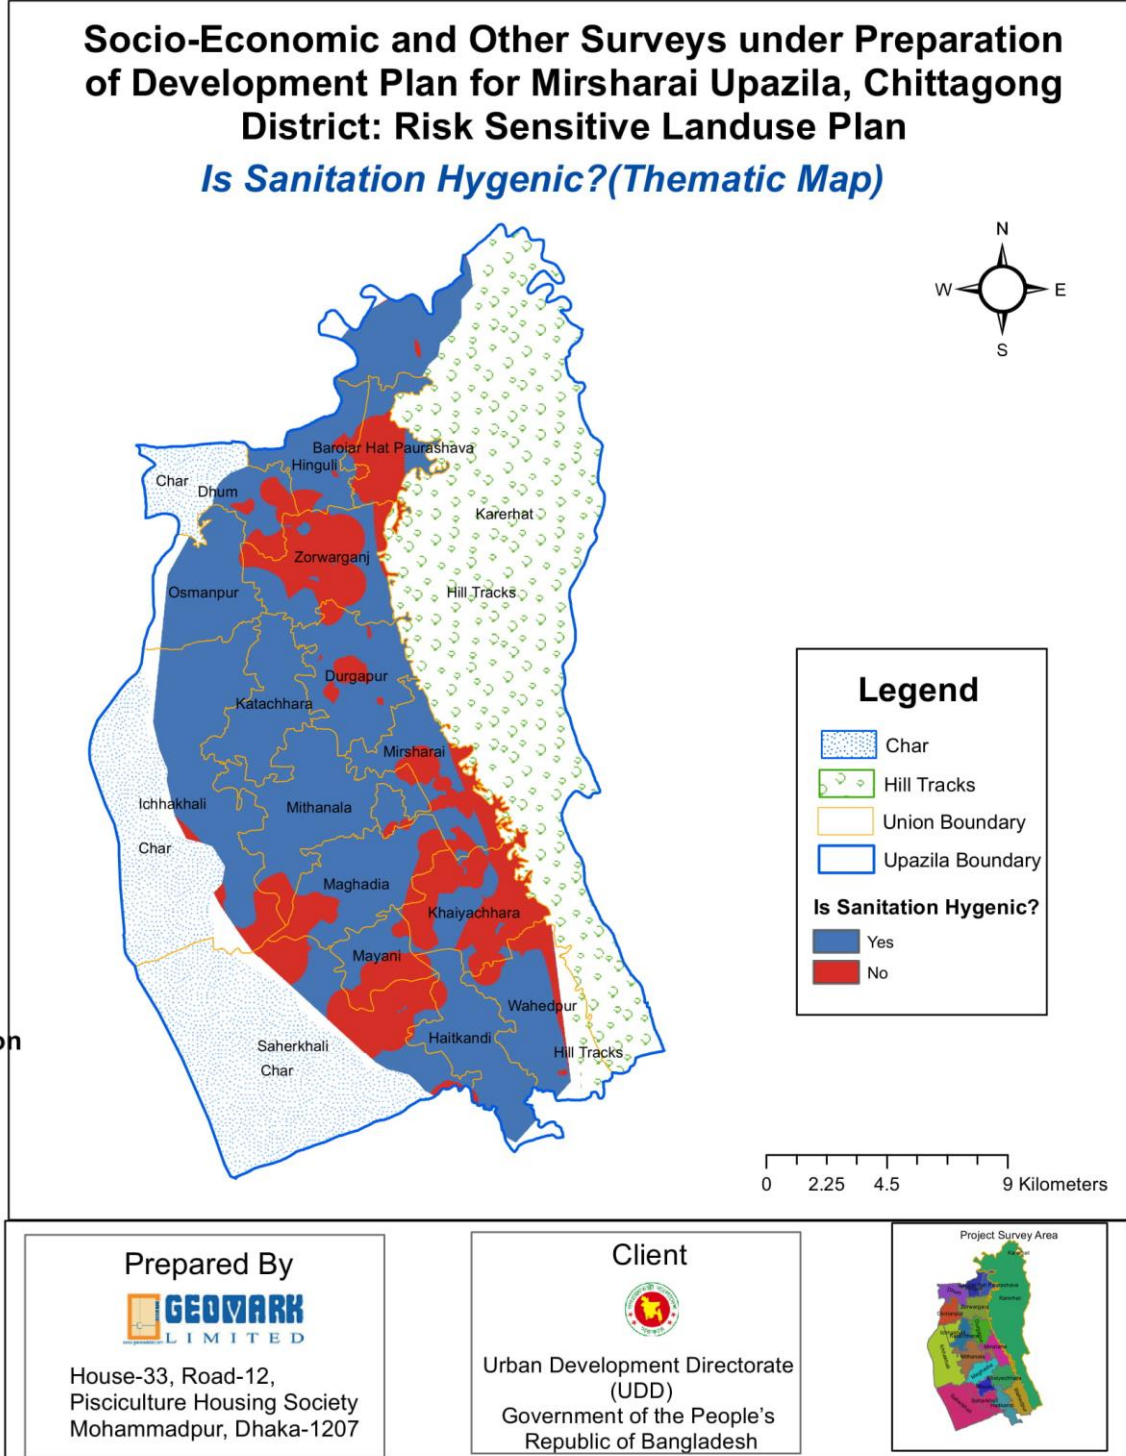 Socio-Economic and Other Surveys under Preparation
of Development Plan for Mirsharai Upazila, Chittagong
District: Risk Sensitive Landuse Plan
Is Sanitation Hygenic?(Thematic Map)
N
W E
S
Baroiar Hat Paurashava
Hinguli
Char
Dhum
Karerhat
Zorwarganj
Osmanpur
Hill Tracks
Durgapur
Katachhara
Mirsharai
Ichhakhali
Mithanala
Char
Maghadia
Khaiyachhara
Mayani
Wahedpur
Haitkandi
Saherkhali
Hill Tracks
Char
on
Legend
Char
Hill Tracks
Union Boundary
Upazila Boundary
Is Sanitation Hygenic?
Yes
No
0 2.25 4.5 9 Kilometers
Prepared By
GEOMARK
LIMITED
House-33, Road-12,
Pisciculture Housing Society
Mohammadpur, Dhaka-1207
Client
Urban Development Directorate
(UDD)
Government of the People's
Republic of Bangladesh
Project Survey Area
Karerhat